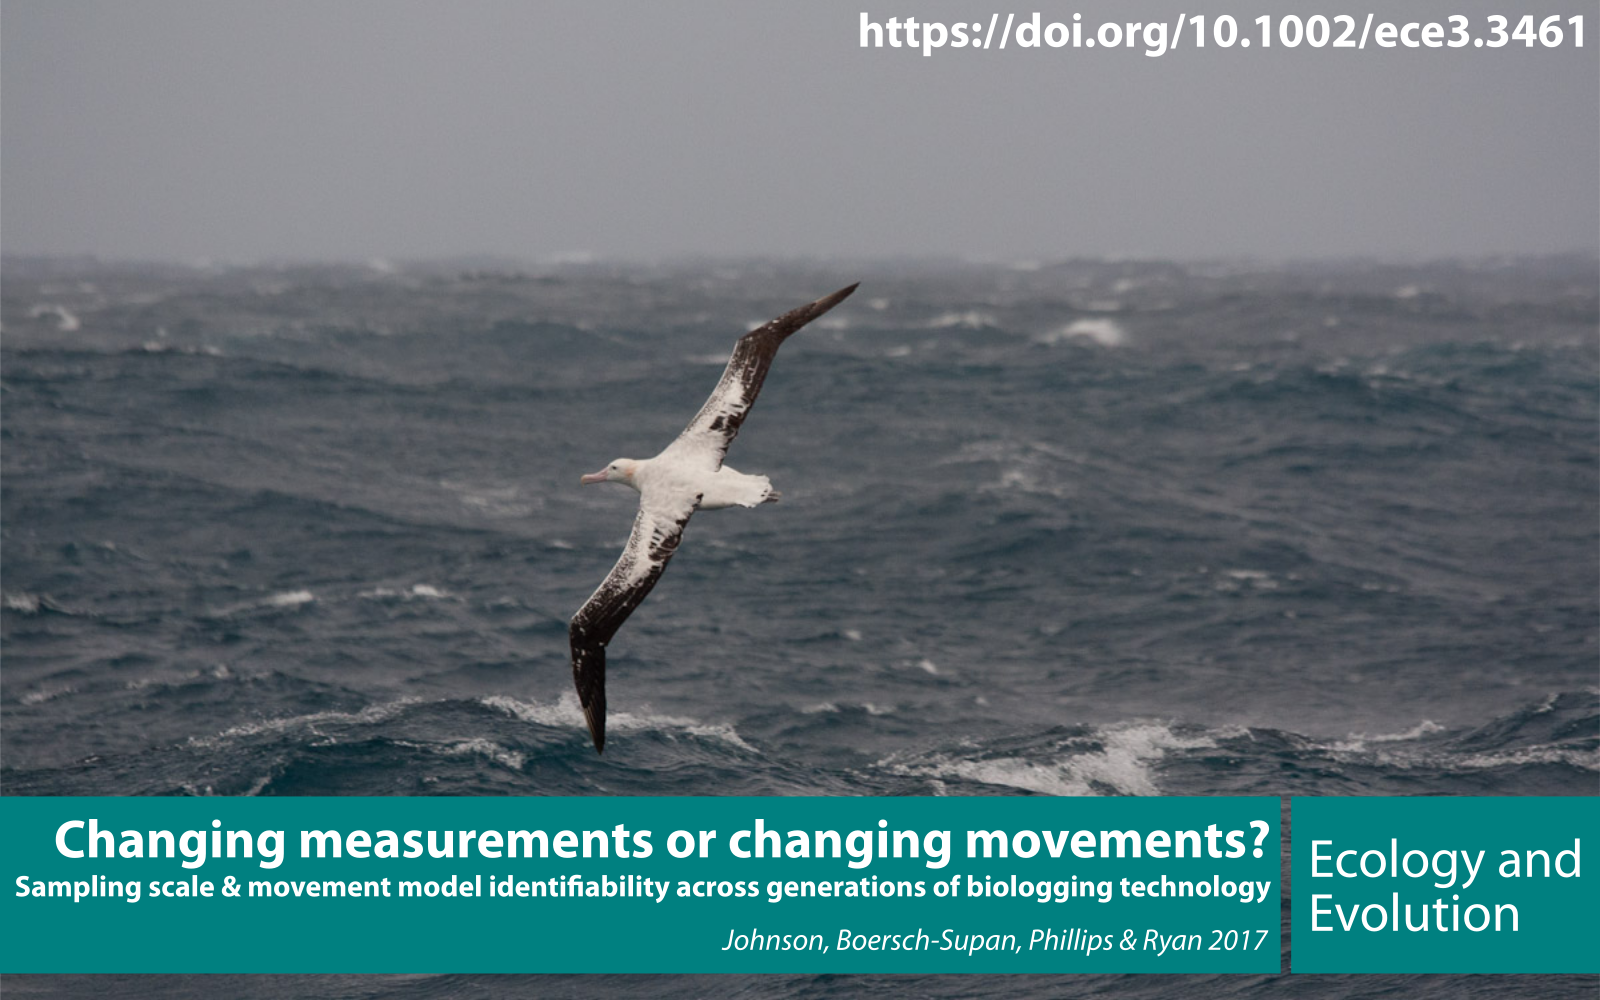 https://doi.org/10.1002/ece3.3461
Changing measurements or changing movements?
Sampling scale & movement model identifiability across generations of biologging technology
Johnson, Boersch-Supan, Phillips & Ryan 2017
Ecology and
Evolution